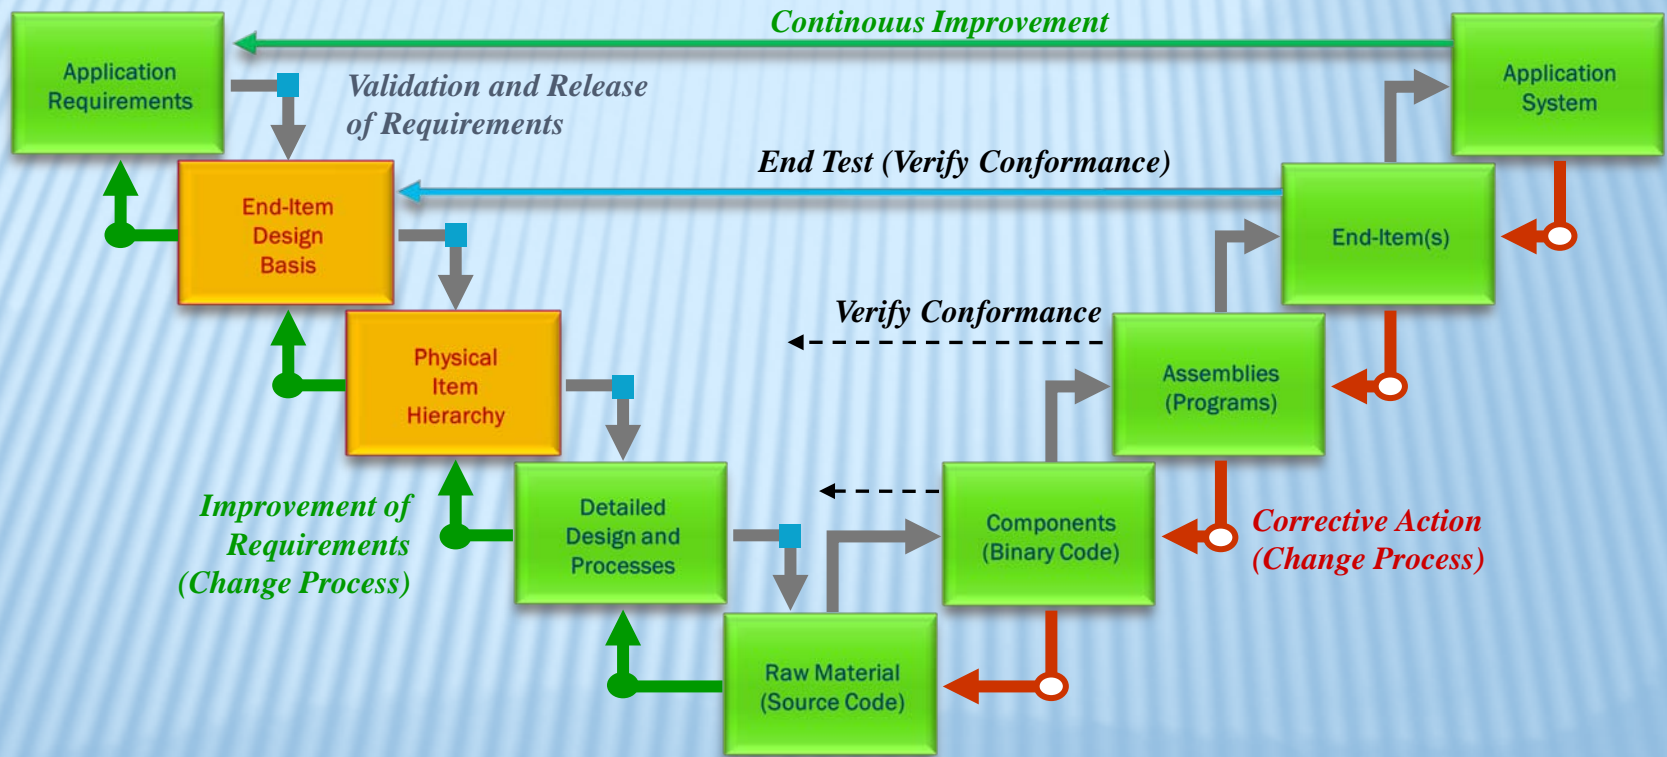 Continouus Improvement
Application
Requirements
Application
System
Validation and Release
of Requirements
End Test (Verify Conformance)
End-Item
Design
Basis
End-Item(s)
Verify Conformance
Physical
Item
Hierarchy
Assemblies
(Programs)
Improvement of
Requirements
(Change Process)
Detailed
Design and
Processes
Components
(Binary Code)
Corrective Action
(Change Process)
Raw Material
(Source Code)